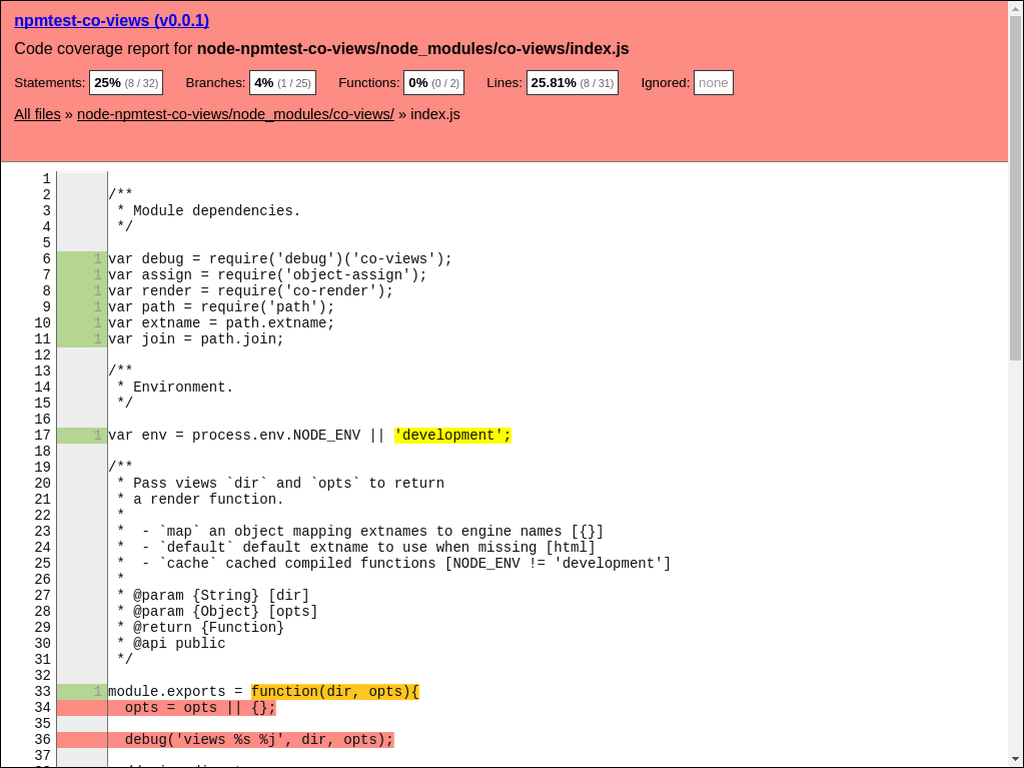 npmtest-co-views (v0.0.1)
Code coverage report for node-npmtest-co-views/node_modules/co-views/index.js
Statements: 25% (8 / 32) Branches: 4% (1 / 25) Functions: 0% (0 / 2) Lines: 25.81% (8 / 31) Ignored: none
All files » node-npmtest-co-views/node_modules/co-views/ » index.js
1
2 /**
3  * Module dependencies.
4  */
5
6 1 var debug = require('debug')('co-views');
7 1 var assign = require('object-assign');
8 1 var render = require('co-render');
9 1 var path = require('path');
10 1 var extname = path.extname;
11 1 var join = path.join;
12
13 /**
14  * Environment.
15  */
16
17 1 var env = process.env.NODE_ENV || 'development';
18
19 /**
20  * Pass views `dir` and `opts` to return
21  * a render function.
22  *
23  *  - `map` an object mapping extnames to engine names [{}]
24  *  - `default` default extname to use when missing [html]
25  *  - `cache` cached compiled functions [NODE_ENV != 'development']
26  *
27  * @param {String} [dir]
28  * @param {Object} [opts]
29  * @return {Function}
30  * @api public
31  */
32
33 1 module.exports = function(dir, opts){
34   opts = opts || {};
35
36   debug('views %s %j', dir, opts);
37